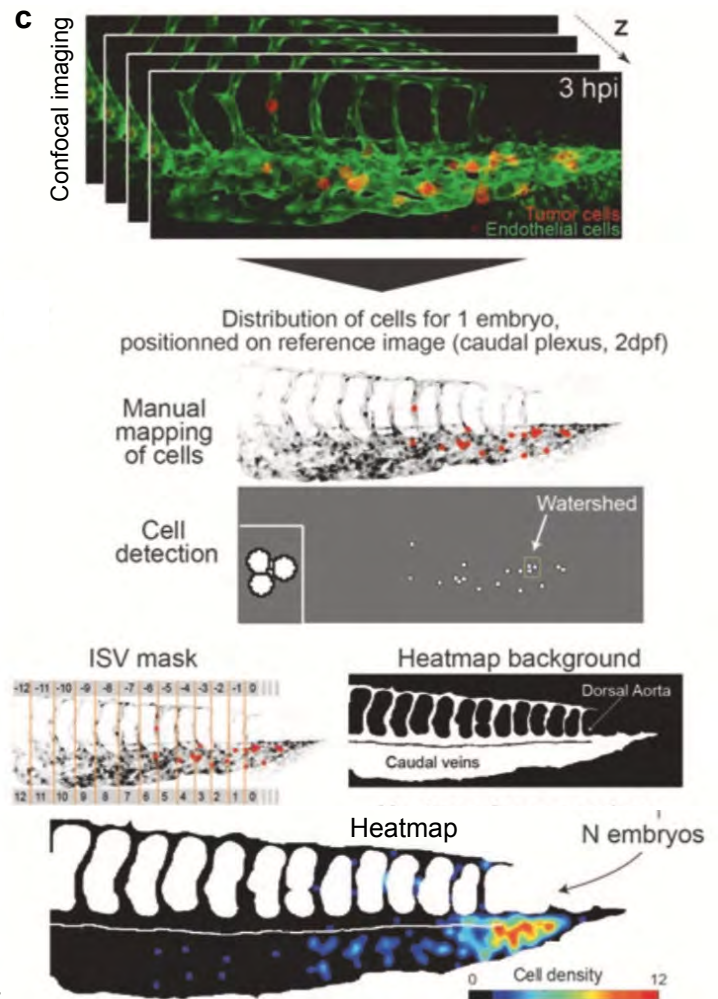 c
Confocal imaging
z
3 hpi
Tumor cells
Endothelial cells
Distribution of cells for 1 embryo,
positionned on reference image (caudal plexus, 2dpf)
Manual
mapping
of cells
Watershed
Cell
detection
ISV mask
-12 -11 -10 -9 -8 -7 -6 -5 -4 -3 -2 -1 0
12 11 10 9 8 7 6 5 4 3 2 1 0
Heatmap background
Dorsal Aorta
Caudal veins
Heatmap
N embryos
Cell density
0 12